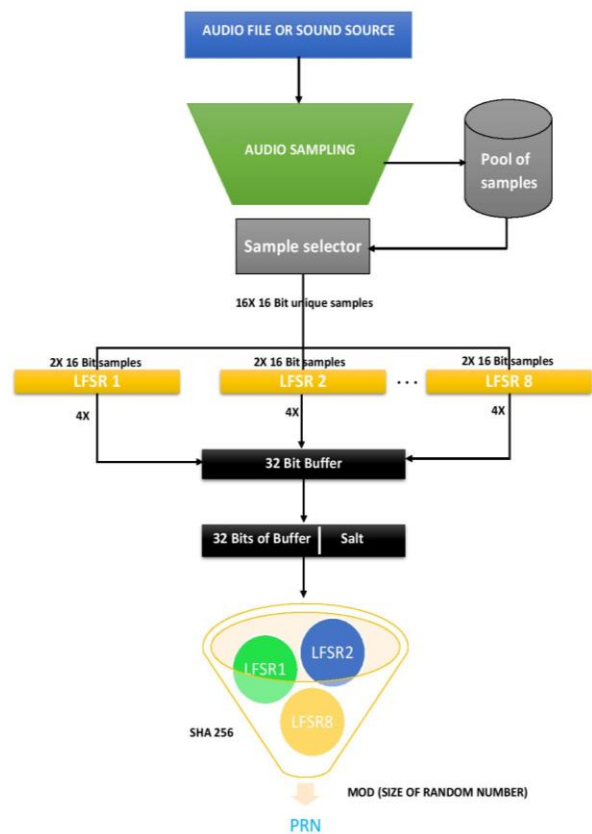 AUDIO FILE OR SOUND SOURCE
AUDIO SAMPLING
Pool of
samples
Sample selector
16X 16 Bit unique samples
2X 16 Bit samples
2X 16 Bit samples
2X 16 Bit samples
LFSR 1
LFSR 2
...
LFSR 8
4X
4X
4X
32 Bit Buffer
32 Bits of Buffer
Salt
LFSR1
LFSR2
LFSR8
SHA 256
MOD (SIZE OF RANDOM NUMBER)
PRN